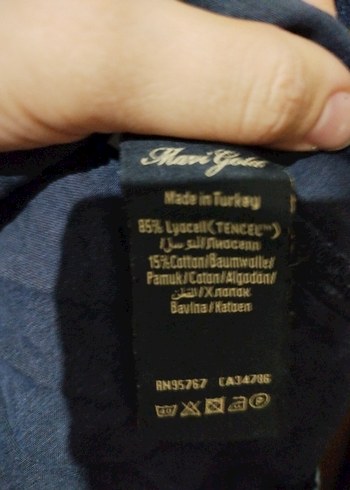 Mavi Gold
Made in Turkey
85% Lyocell(TENCEL™)
/ليوسل/Лиоселл
15%Cotton/Baumwolle/
Pamuk/Coton/Algodón/
القطن/Хлопок
Bavlna/Katoen
RN95767 CA34786